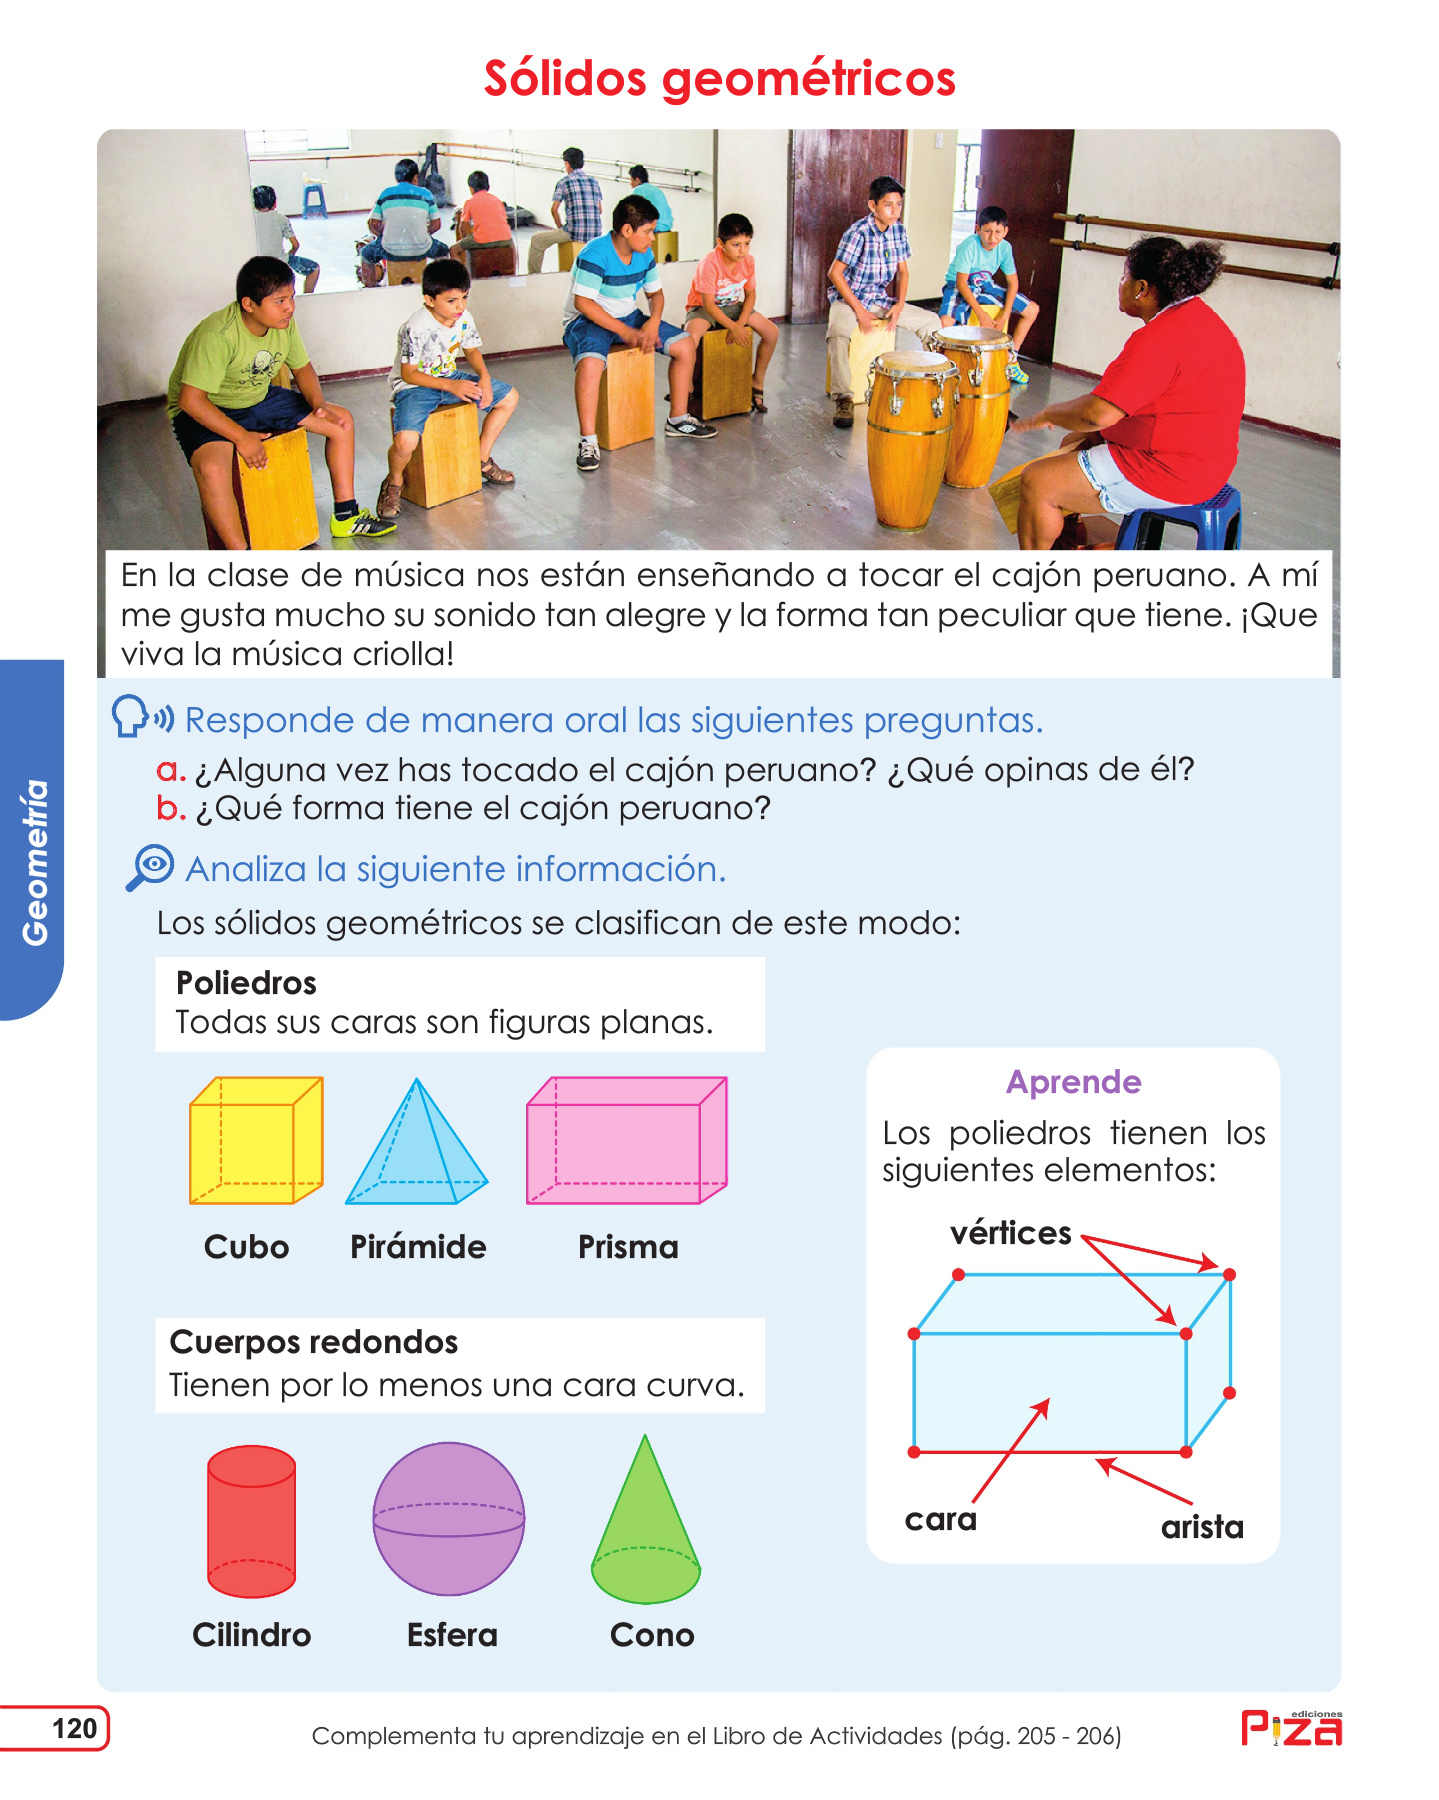 Sólidos geométricos
En la clase de música nos están enseñando a tocar el cajón peruano. A mí
me gusta mucho su sonido tan alegre y la forma tan peculiar que tiene. ¡Que
viva la música criolla!
Responde de manera oral las siguientes preguntas.
a. ¿Alguna vez has tocado el cajón peruano? ¿Qué opinas de él?
b. ¿Qué forma tiene el cajón peruano?
Geometría
Analiza la siguiente información.
Los sólidos geométricos se clasifican de este modo:
Poliedros
Todas sus caras son figuras planas.
Cubo
Pirámide
Prisma
Cuerpos redondos
Tienen por lo menos una cara curva.
Cilindro
Esfera
Cono
Aprende
Los poliedros tienen los
siguientes elementos:
vértices
cara
arista
120
Complementa tu aprendizaje en el Libro de Actividades (pág. 205 - 206)
ediciones
Piza